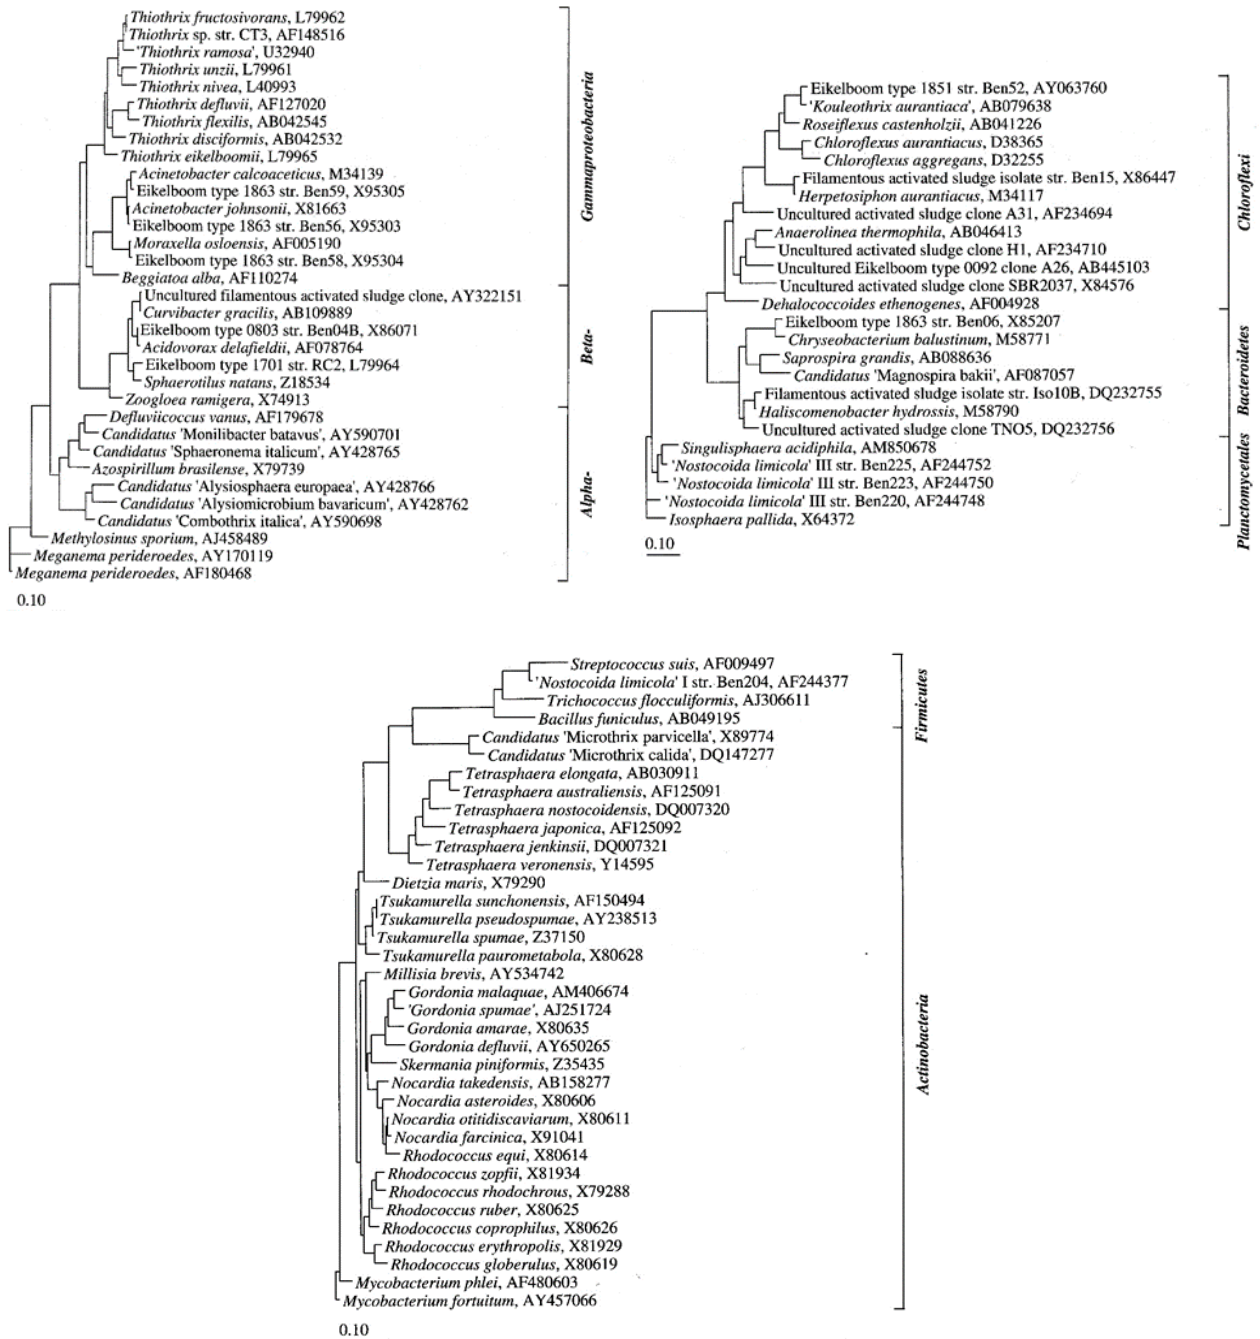 Thiothrix fructosivorans, L79962
Thiothrix sp. str. CT3, AF148516
'Thiothrix ramosa', U32940
Thiothrix unzii, L79961
Thiothrix nivea, L40993
Thiothrix defluvii, AF127020
Thiothrix flexilis, AB042545
Thiothrix disciformis, AB042532
Thiothrix eikelboomii, L79965
Acinetobacter calcoaceticus, M34139
Eikelboom type 1863 str. Ben59, X95305
Acinetobacter johnsonii, X81663
Eikelboom type 1863 str. Ben56, X95303
Moraxella osloensis, AF005190
Eikelboom type 1863 str. Ben58, X95304
Beggiatoa alba, AF110274
Uncultured filamentous activated sludge clone, AY322151
Curvibacter gracilis, AB109889
Eikelboom type 0803 str. Ben04B, X86071
Acidovorax delafieldii, AF078764
Eikelboom type 1701 str. RC2, L79964
Sphaerotilus natans, Z18534
Zoogloea ramigera, X74913
Defluviicoccus vanus, AF179678
Candidatus 'Monilibacter batavus', AY590701
Candidatus 'Sphaeronema italicum', AY428765
Azospirillum brasilense, X79739
Candidatus 'Alysiosphaera europaea', AY428766
Candidatus 'Alysiomicrobium bavaricum', AY428762
Candidatus 'Combothrix italica', AY590698
Methylosinus sporium, AJ458489
Meganema perideroedes, AY170119
Meganema perideroedes, AF180468
0.10
Gammaproteobacteria
Beta-
Alpha-
Eikelboom type 1851 str. Ben52, AY063760
'Kouleothrix aurantiaca', AB079638
Roseiflexus castenholzii, AB041226
Chloroflexus aurantiacus, D38365
Chloroflexus aggregans, D32255
Filamentous activated sludge isolate str. Ben15, X86447
Herpetosiphon aurantiacus, M34117
Uncultured activated sludge clone A31, AF234694
Anaerolinea thermophila, AB046413
Uncultured activated sludge clone H1, AF234710
Uncultured Eikelboom type 0092 clone A26, AB445103
Uncultured activated sludge clone SBR2037, X84576
Dehalococcoides ethenogenes, AF004928
Eikelboom type 1863 str. Ben06, X85207
Chryseobacterium balustinum, M58771
Saprospira grandis, AB088636
Candidatus 'Magnospira bakii', AF087057
Filamentous activated sludge isolate str. Iso10B, DQ232755
Haliscomenobacter hydrossis, M58790
Uncultured activated sludge clone TNO5, DQ232756
Singulisphaera acidiphila, AM850678
'Nostocoida limicola' III str. Ben225, AF244752
'Nostocoida limicola' III str. Ben223, AF244750
'Nostocoida limicola' III str. Ben220, AF244748
Isosphaera pallida, X64372
0.10
Chloroflexi
Bacteroidetes
Planctomycetales
Streptococcus suis, AF009497
'Nostocoida limicola' I str. Ben204, AF244377
Trichococcus flocculiformis, AJ306611
Bacillus funiculus, AB049195
Candidatus 'Microthrix parvicella', X89774
Candidatus 'Microthrix calida', DQ147277
Tetrasphaera elongata, AB030911
Tetrasphaera australiensis, AF125091
Tetrasphaera nostocoidensis, DQ007320
Tetrasphaera japonica, AF125092
Tetrasphaera jenkinsii, DQ007321
Tetrasphaera veronensis, Y14595
Dietzia maris, X79290
Tsukamurella sunchonensis, AF150494
Tsukamurella pseudospumae, AY238513
Tsukamurella spumae, Z37150
Tsukamurella paurometabola, X80628
Millisia brevis, AY534742
Gordonia malaquae, AM406674
'Gordonia spumae', AJ251724
Gordonia amarae, X80635
Gordonia defluvii, AY650265
Skermania piniformis, Z35435
Nocardia takedensis, AB158277
Nocardia asteroides, X80606
Nocardia otitidiscaviarum, X80611
Nocardia farcinica, X91041
Rhodococcus equi, X80614
Rhodococcus zopfii, X81934
Rhodococcus rhodochrous, X79288
Rhodococcus ruber, X80625
Rhodococcus coprophilus, X80626
Rhodococcus erythropolis, X81929
Rhodococcus globerulus, X80619
Mycobacterium phlei, AF480603
Mycobacterium fortuitum, AY457066
0.10
Firmicutes
Actinobacteria